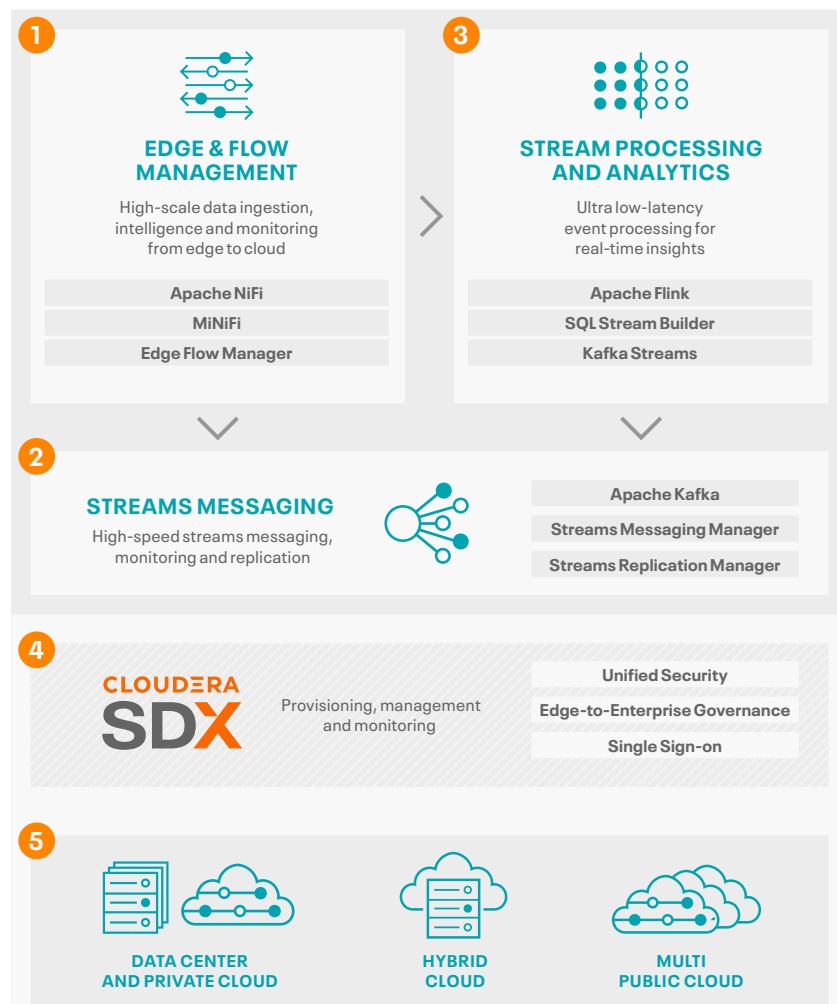 1
EDGE & FLOW
MANAGEMENT
High-scale data ingestion,
intelligence and monitoring
from edge to cloud
Apache NiFi
MiNiFi
Edge Flow Manager
3
STREAM PROCESSING
AND ANALYTICS
Ultra low-latency
event processing for
real-time insights
Apache Flink
SQL Stream Builder
Kafka Streams
2
STREAMS MESSAGING
High-speed streams messaging,
monitoring and replication
Apache Kafka
Streams Messaging Manager
Streams Replication Manager
4
CLOUDERA
SDX
Provisioning, management
and monitoring
Unified Security
Edge-to-Enterprise Governance
Single Sign-on
5
DATA CENTER
AND PRIVATE CLOUD
HYBRID
CLOUD
MULTI
PUBLIC CLOUD